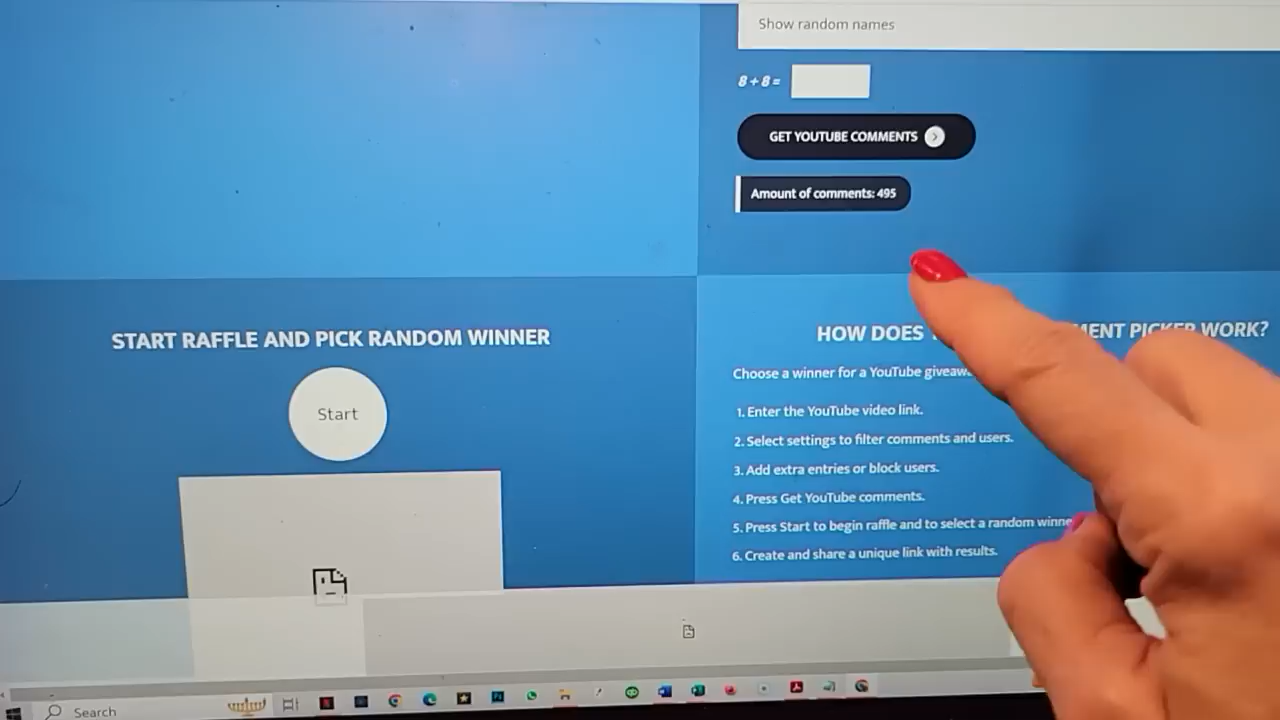 Show random names
8 + 8 =
GET YOUTUBE COMMENTS
Amount of comments: 495
START RAFFLE AND PICK RANDOM WINNER
Start
HOW DOES MENT PICKER WORK?
Choose a winner for a YouTube
1. Enter the YouTube video link.
2. Select settings to filter comments and users.
3. Add extra entries or block users.
4. Press Get YouTube comments.
5. Press Start to begin raffle and to select a random
6. Create and share a unique link with results.
Search